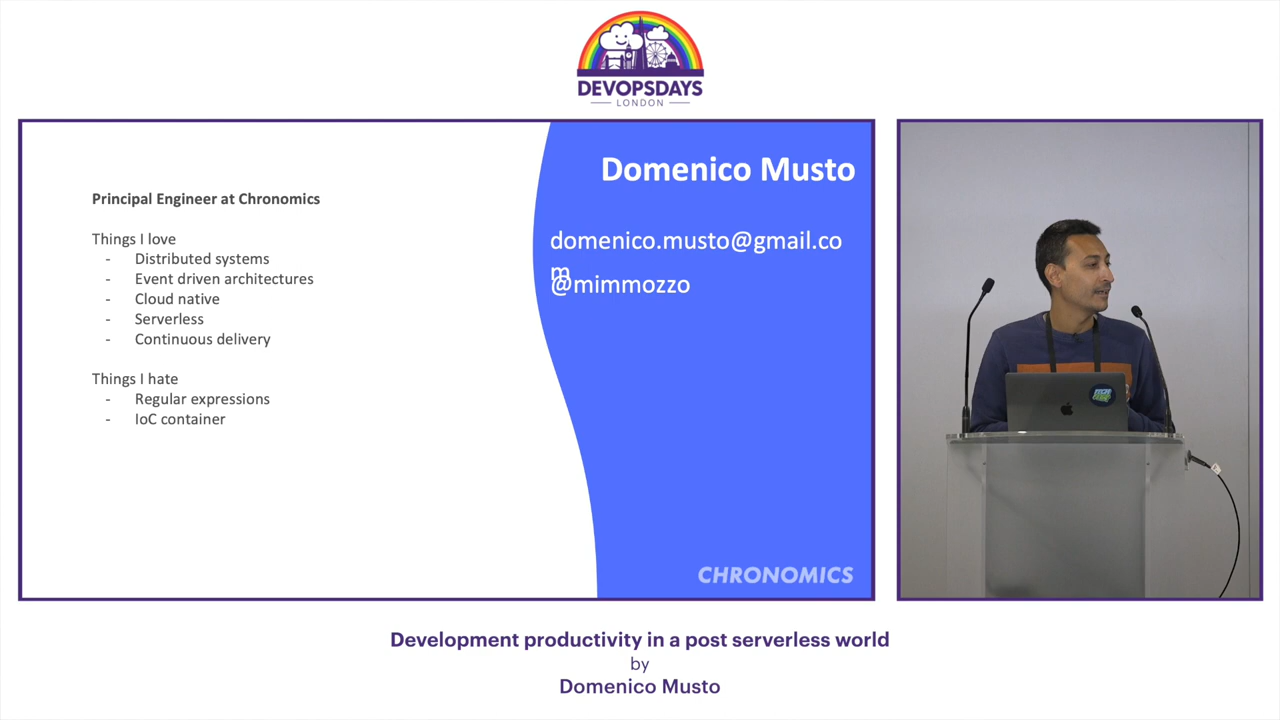 DEVOPSDAYS
LONDON
Principal Engineer at Chronomics
Things I love
- Distributed systems
- Event driven architectures
- Cloud native
- Serverless
- Continuous delivery
Things I hate
- Regular expressions
- IoC container
Domenico Musto
domenico.musto@gmail.co
m
@mimmozzo
CHRONOMICS
Development productivity in a post serverless world
by
Domenico Musto